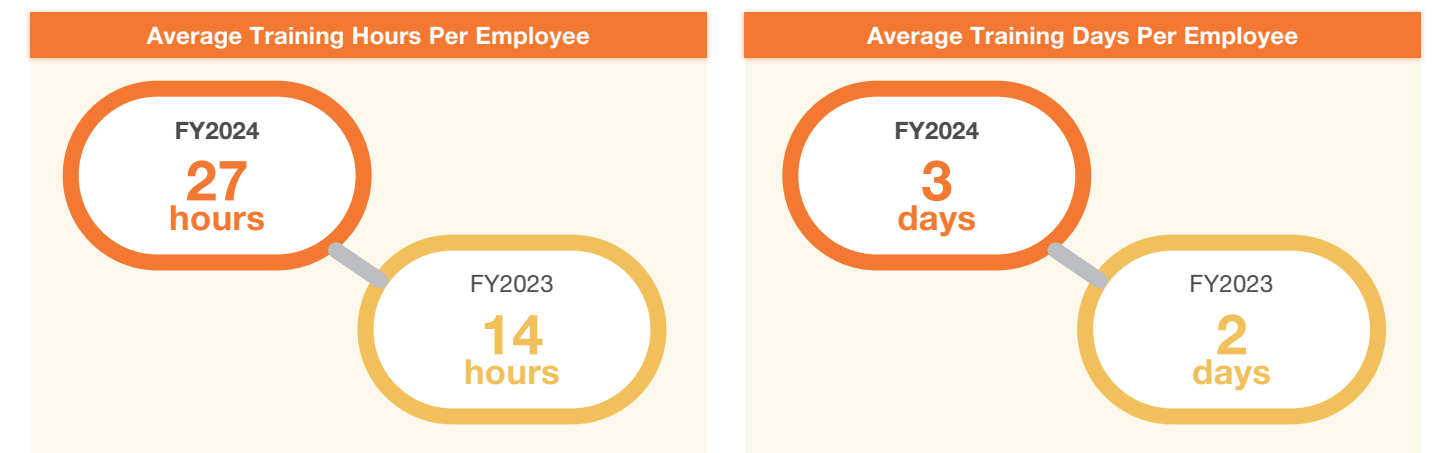 Average Training Hours Per Employee
FY2024
27
hours
FY2023
14
hours
Average Training Days Per Employee
FY2024
3
days
FY2023
2
days